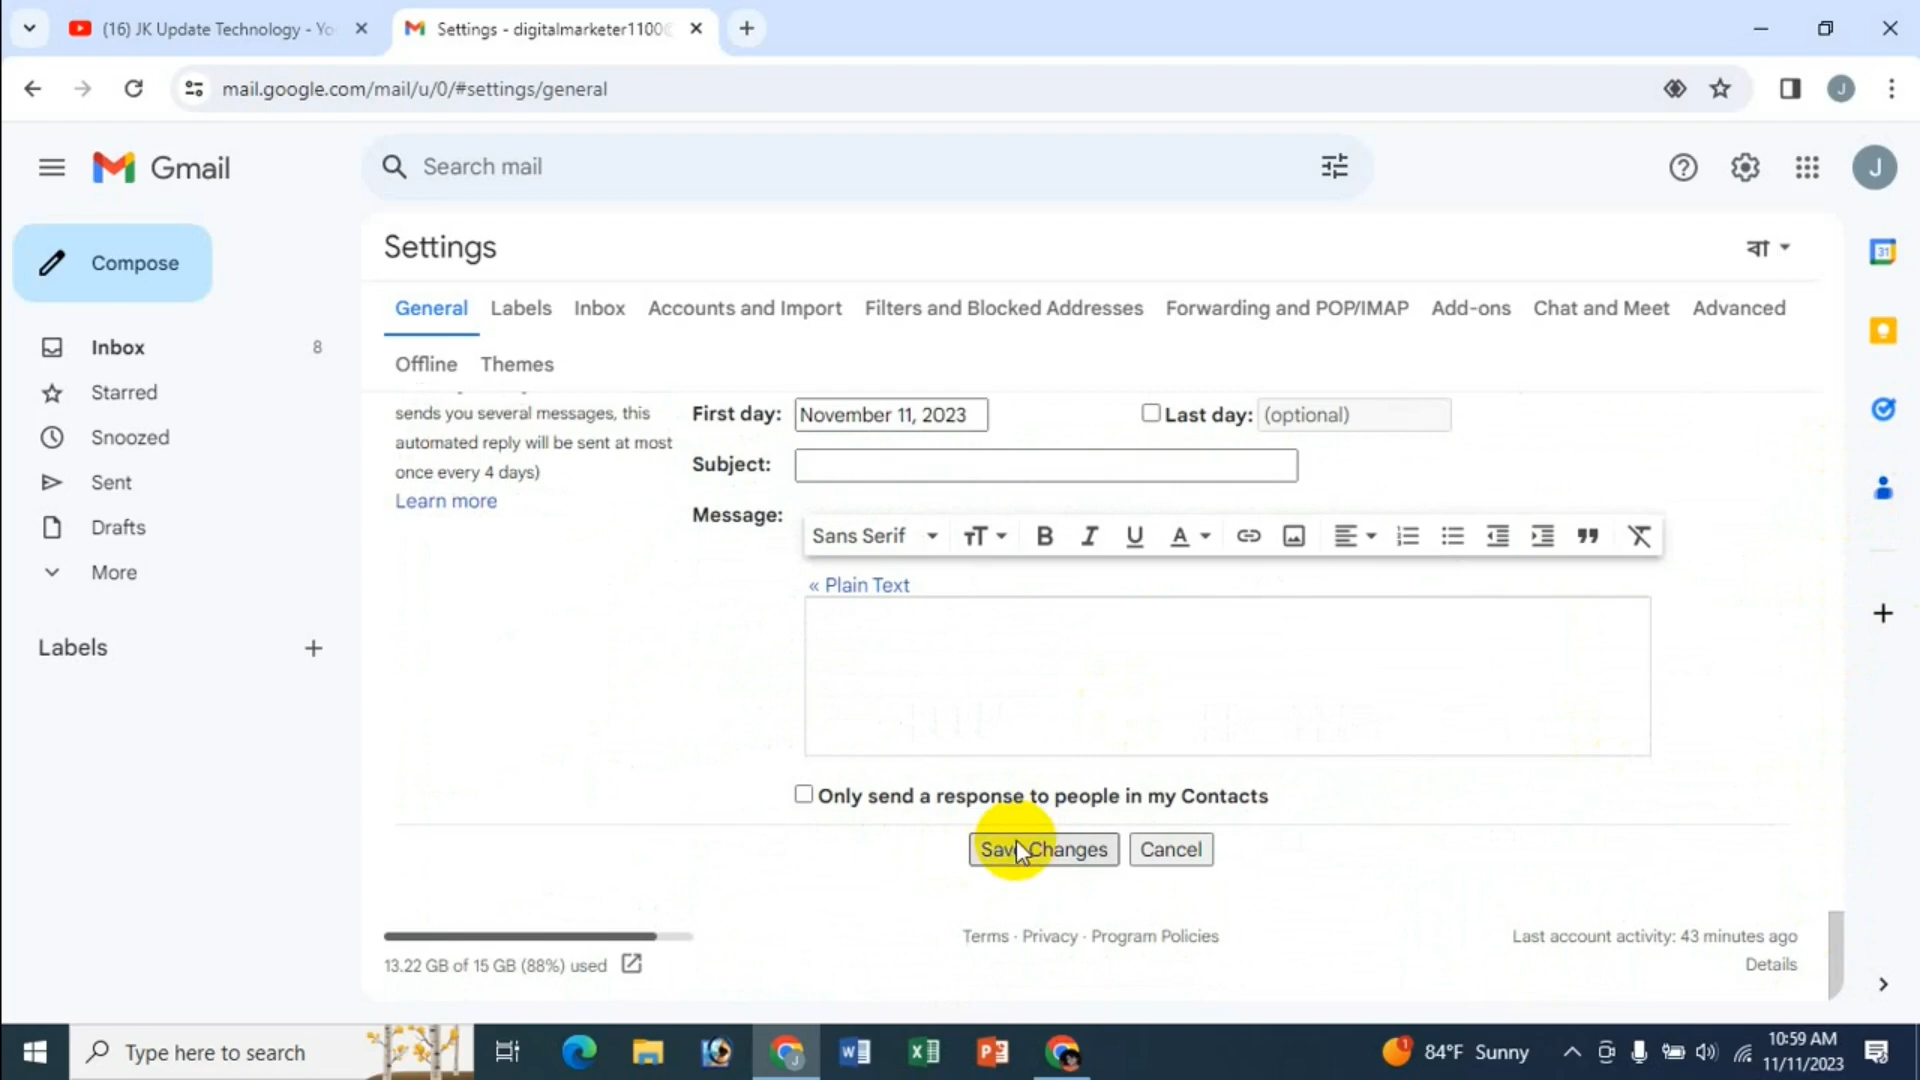 (16) JK Update Technology - Yo
Settings - digitalmarketer1100
mail.google.com/mail/u/0/#settings/general
J
Gmail
Search mail
J
Compose
Settings
বা
31
General Labels Inbox Accounts and Import Filters and Blocked Addresses Forwarding and POP/IMAP Add-ons Chat and Meet Advanced
Offline Themes
Inbox 8
Starred
Snoozed
Sent
Drafts
More
Labels
sends you several messages, this
automated reply will be sent at most
once every 4 days)
Learn more
First day: November 11, 2023 Last day: (optional)
Subject:
Message:
Sans Serif
« Plain Text
Only send a response to people in my Contacts
Save Changes Cancel
13.22 GB of 15 GB (88%) used
Terms · Privacy · Program Policies
Last account activity: 43 minutes ago
Details
Type here to search
84°F Sunny
10:59 AM
11/11/2023